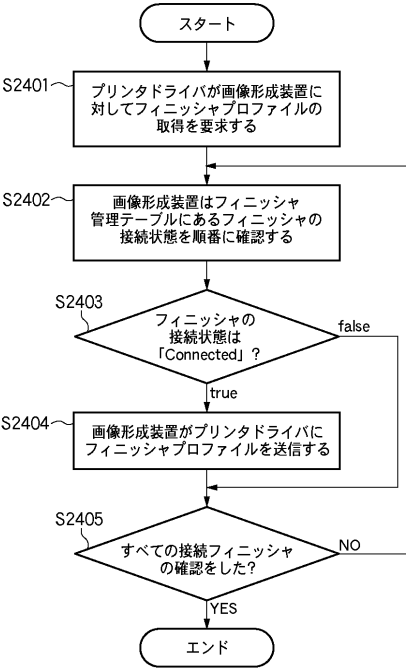 スタート
S2401
プリンタドライバが画像形成装置に
対してフィニッシャプロファイルの
取得を要求する
S2402
画像形成装置はフィニッシャ
管理テーブルにあるフィニッシャの
接続状態を順番に確認する
S2403
フィニッシャの
接続状態は
「Connected」?
false
true
S2404
画像形成装置がプリンタドライバに
フィニッシャプロファイルを送信する
S2405
すべての接続フィニッシャ
の確認をした?
NO
YES
エンド